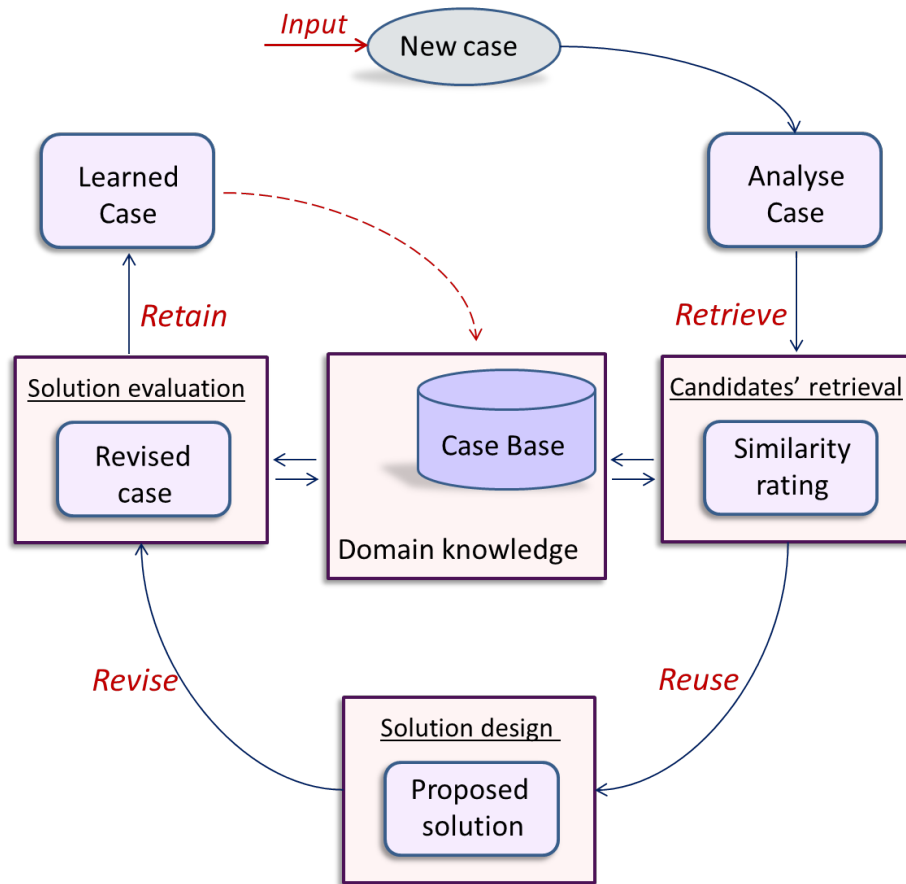 Input
New case
Learned
Case
Analyse
Case
Retain
Retrieve
Solution evaluation
Revised
case
Case Base
Domain knowledge
Candidates’ retrieval
Similarity
rating
Revise
Reuse
Solution design
Proposed
solution